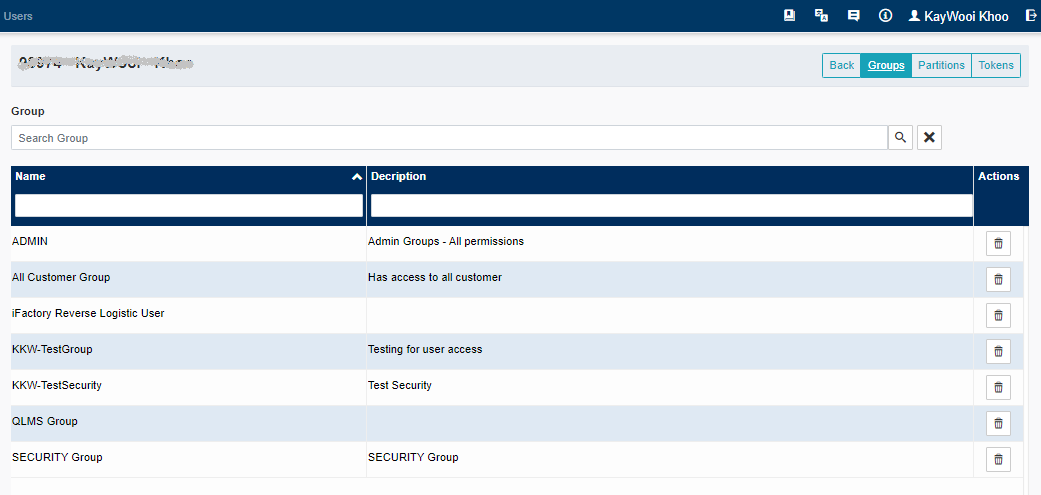 Users
KayWooi Khoo
Back Groups Partitions Tokens
Group
Search Group
Name Decription Actions
ADMIN Admin Groups - All permissions
All Customer Group Has access to all customer
iFactory Reverse Logistic User
KKW-TestGroup Testing for user access
KKW-TestSecurity Test Security
QLMS Group
SECURITY Group SECURITY Group